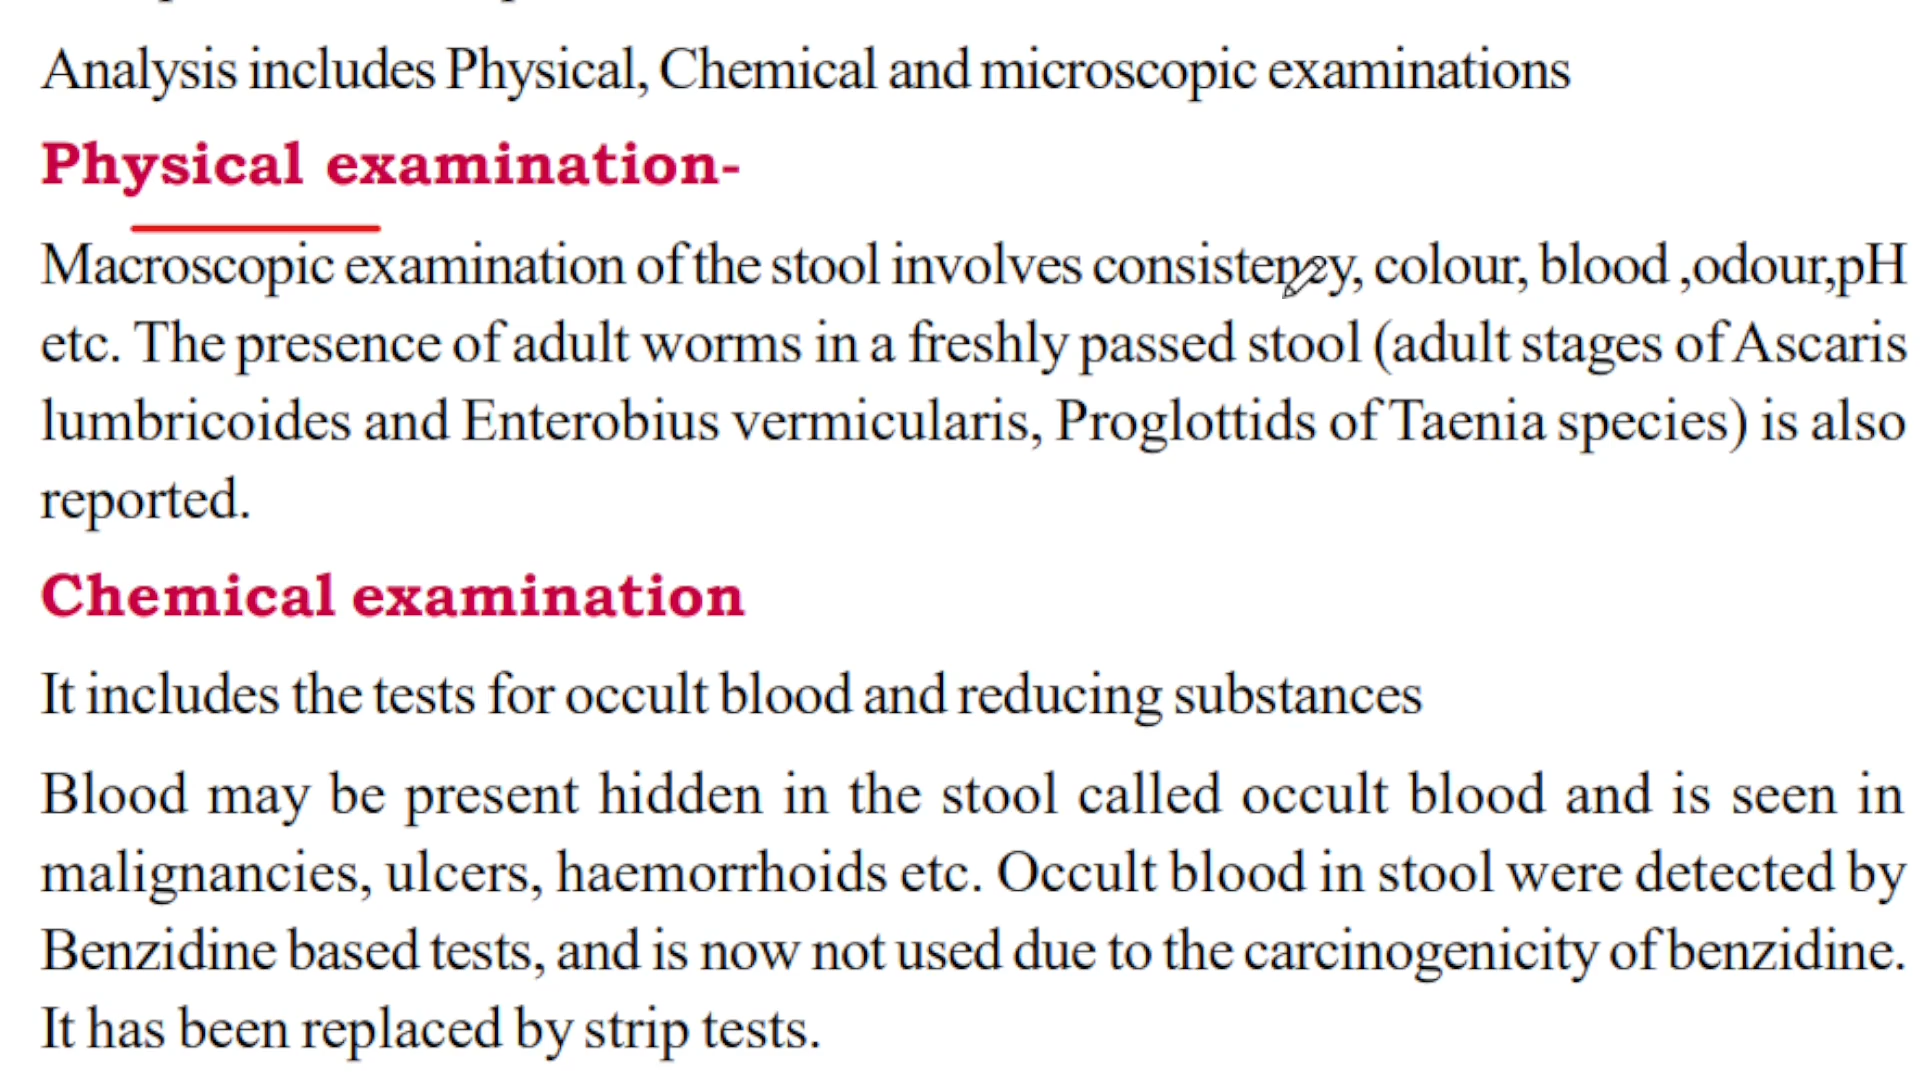 Analysis includes Physical, Chemical and microscopic examinations
Physical examination-
Macroscopic examination of the stool involves consistency, colour, blood ,odour,pH
etc. The presence of adult worms in a freshly passed stool (adult stages of Ascaris
lumbricoides and Enterobius vermicularis, Proglottids of Taenia species) is also
reported.
Chemical examination
It includes the tests for occult blood and reducing substances
Blood may be present hidden in the stool called occult blood and is seen in
malignancies, ulcers, haemorrhoids etc. Occult blood in stool were detected by
Benzidine based tests, and is now not used due to the carcinogenicity of benzidine.
It has been replaced by strip tests.